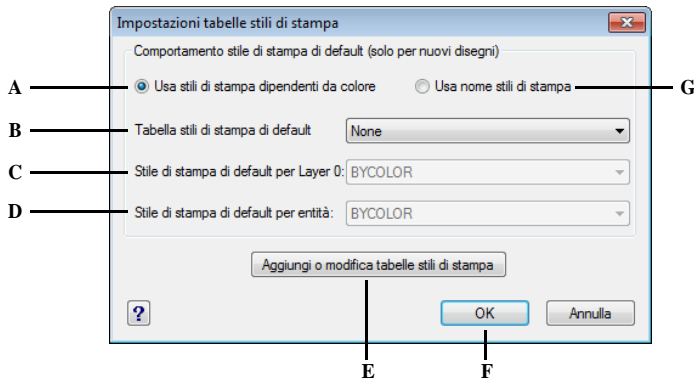 Impostazioni tabelle stili di stampa
Comportamento stile di stampa di default (solo per nuovi disegni)
A Usa stili di stampa dipendenti da colore Usa nome stili di stampa G
B Tabella stili di stampa di default None
C Stile di stampa di default per Layer 0: BYCOLOR
D Stile di stampa di default per entità: BYCOLOR
Aggiungi o modifica tabelle stili di stampa
? OK Annulla
E F